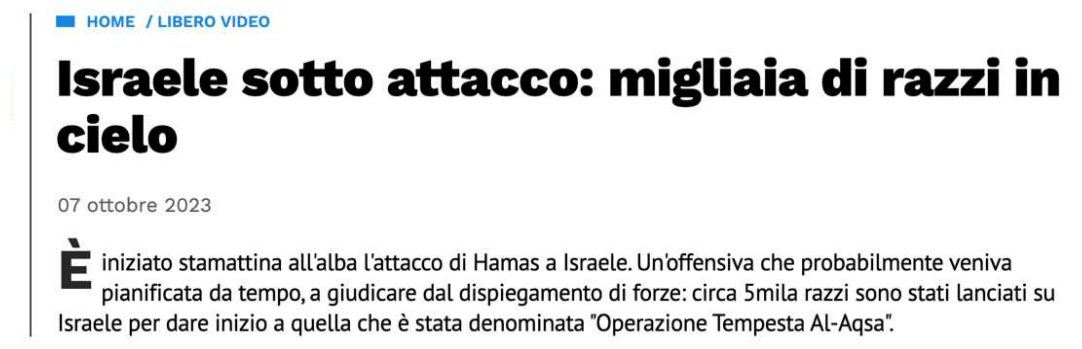 HOME / LIBERO VIDEO
Israele sotto attacco: migliaia di razzi in
cielo
07 ottobre 2023
È iniziato stamattina all'alba l'attacco di Hamas a Israele. Un'offensiva che probabilmente veniva
pianificata da tempo, a giudicare dal dispiegamento di forze: circa 5mila razzi sono stati lanciati su
Israele per dare inizio a quella che è stata denominata "Operazione Tempesta Al-Aqsa".